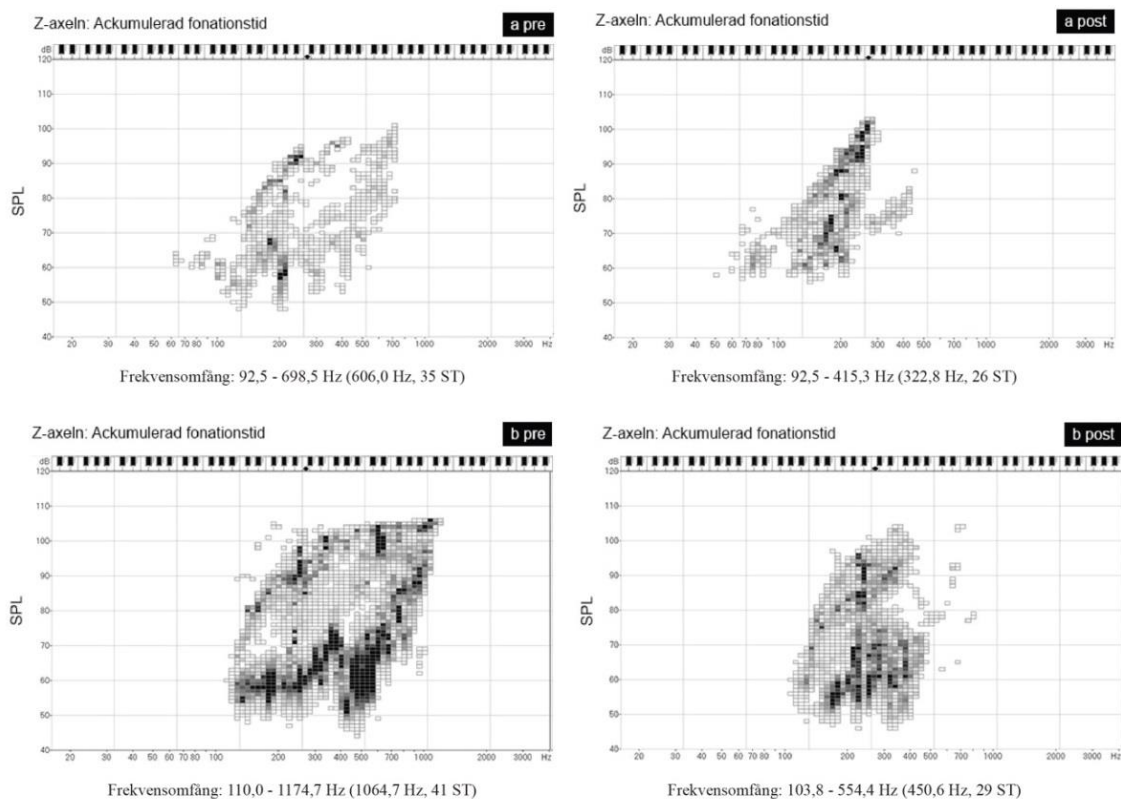 Z-axeln: Ackumulerad fonationstid
a pre
dB
120
110
100
90
80
70
60
50
40
SPL
20 30 40 50 60 70 80 100 200 300 400 500 700 1000 2000 3000 Hz
Frekvensomfång: 92,5 - 698,5 Hz (606,0 Hz, 35 ST)
Z-axeln: Ackumulerad fonationstid
a post
dB
120
110
100
90
80
70
60
50
40
SPL
20 30 40 50 60 70 80 100 200 300 400 500 700 1000 2000 3000 Hz
Frekvensomfång: 92,5 - 415,3 Hz (322,8 Hz, 26 ST)
Z-axeln: Ackumulerad fonationstid
b pre
dB
120
110
100
90
80
70
60
50
40
SPL
20 30 40 50 60 70 80 100 200 300 400 500 700 1000 2000 3000 Hz
Frekvensomfång: 110,0 - 1174,7 Hz (1064,7 Hz, 41 ST)
Z-axeln: Ackumulerad fonationstid
b post
dB
120
110
100
90
80
70
60
50
40
SPL
20 30 40 50 60 70 80 100 200 300 400 500 700 1000 2000 3000 Hz
Frekvensomfång: 103,8 - 554,4 Hz (450,6 Hz, 29 ST)